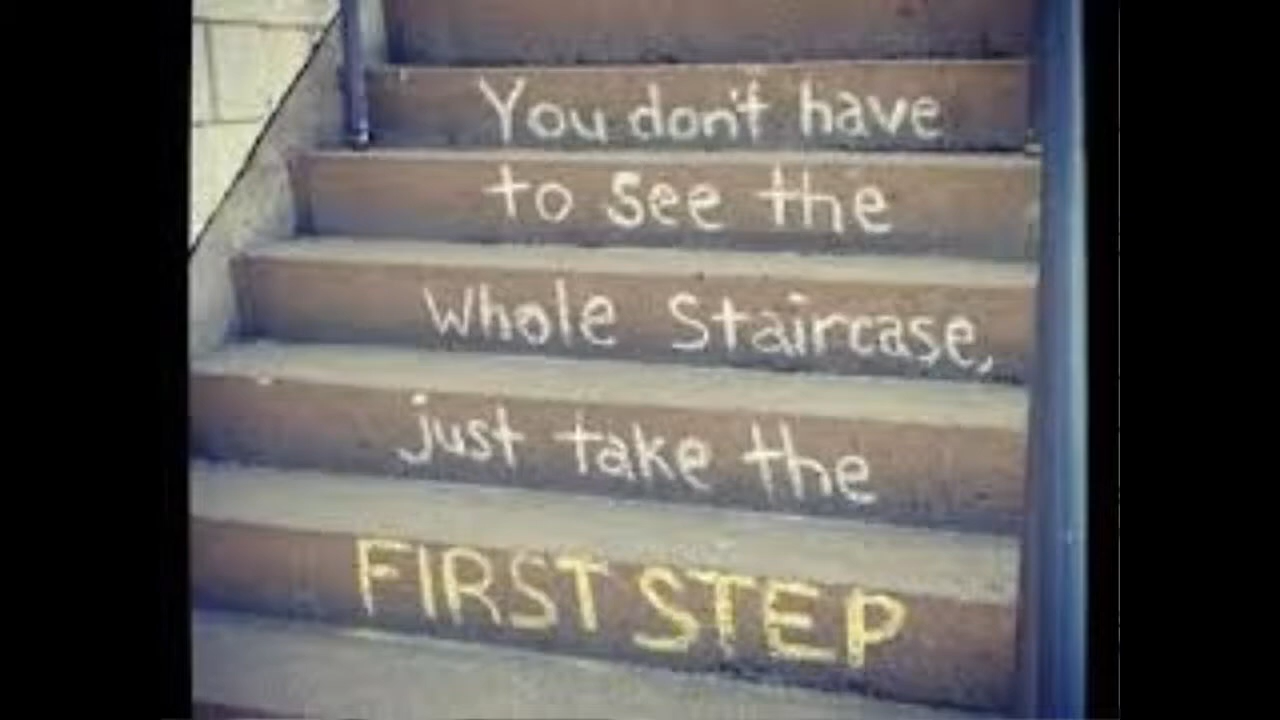 You don't have
to see the
Whole Staircase,
just take the
FIRST STEP